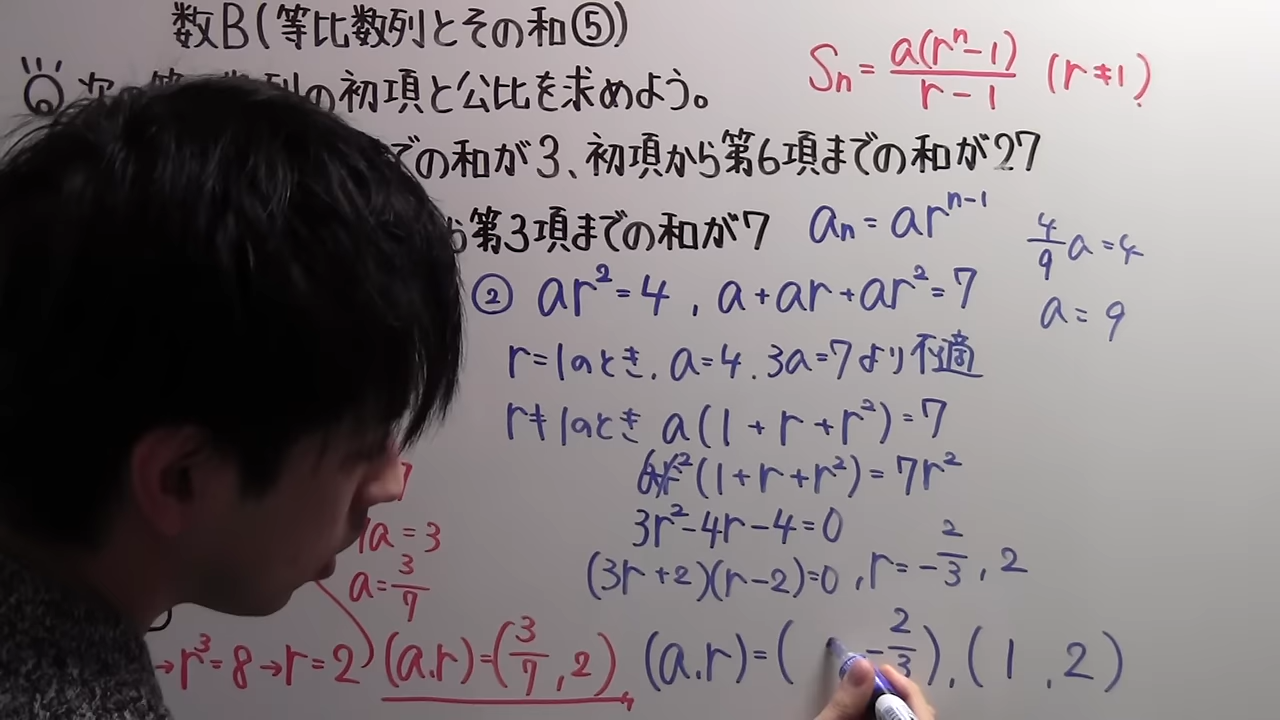 数B(等比数列とその和⑤)
Sn = a(r^n-1)/r-1 (r≠1)
の初項と公比を求めよう。
での和が3、初項から第6項までの和が27
第3項までの和が7
an = ar^n-1
4/9 a = 4
a = 9
② ar² = 4 , a + ar + ar² = 7
r=1のとき, a=4 . 3a=7より不適
r≠1のとき a(1+r+r²)=7
(1+r+r²)=7r²
3r²-4r-4=0
(3r+2)(r-2)=0 , r=-2/3 , 2
a=3
a=3/7
→r³=8→r=2
(a.r)=(3/7 , 2)
(a.r)=( -2/3).( 1 , 2)